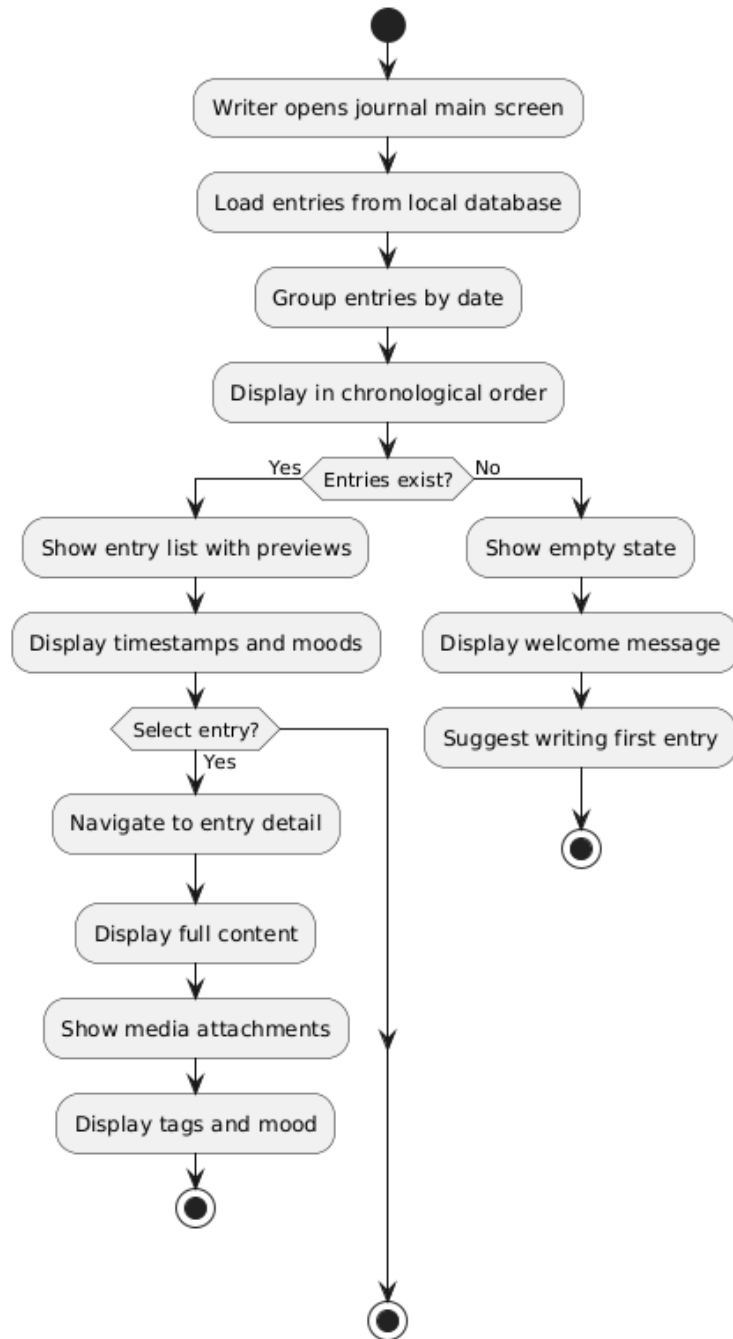 Writer opens journal main screen
Load entries from local database
Group entries by date
Display in chronological order
Yes
Entries exist?
No
Show entry list with previews
Show empty state
Display timestamps and moods
Display welcome message
Select entry?
Suggest writing first entry
Yes
Navigate to entry detail
Display full content
Show media attachments
Display tags and mood